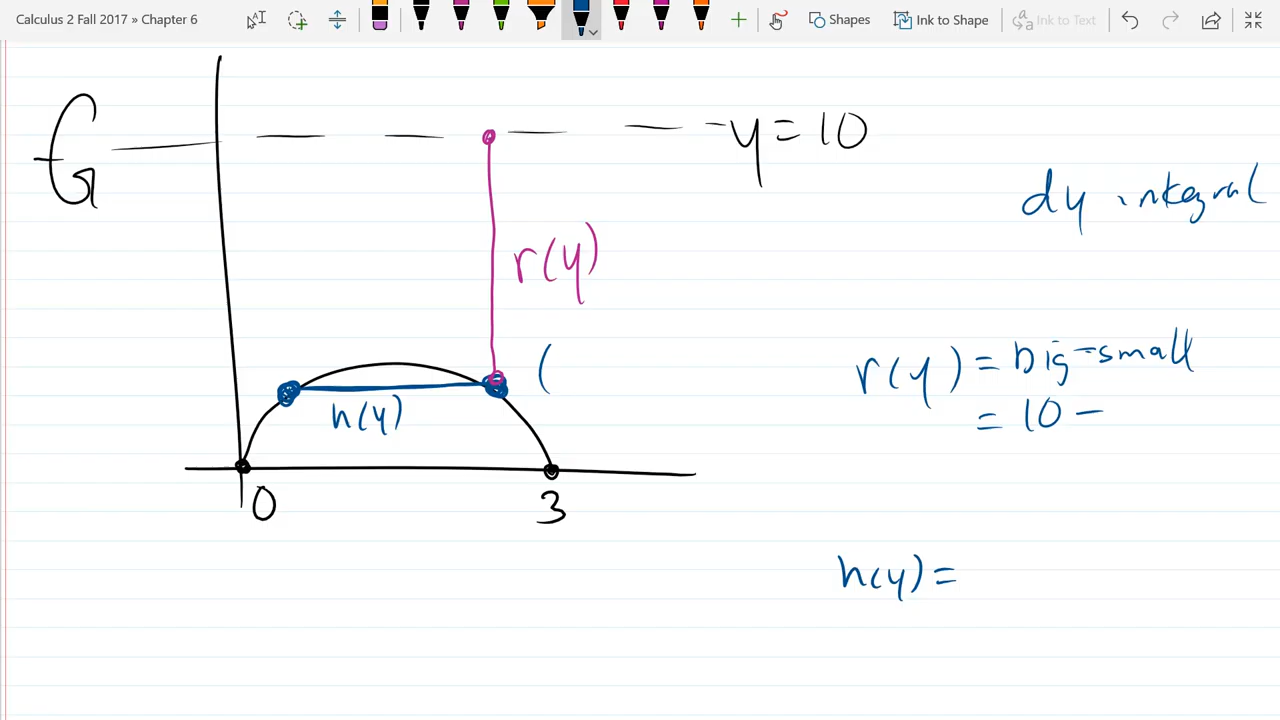 Calculus 2 Fall 2017 » Chapter 6
Shapes
Ink to Shape
Ink to Text
y = 10
dy integral
r(y)
r(y) = big - small
= 10 -
(
h(y)
0
3
h(y) =